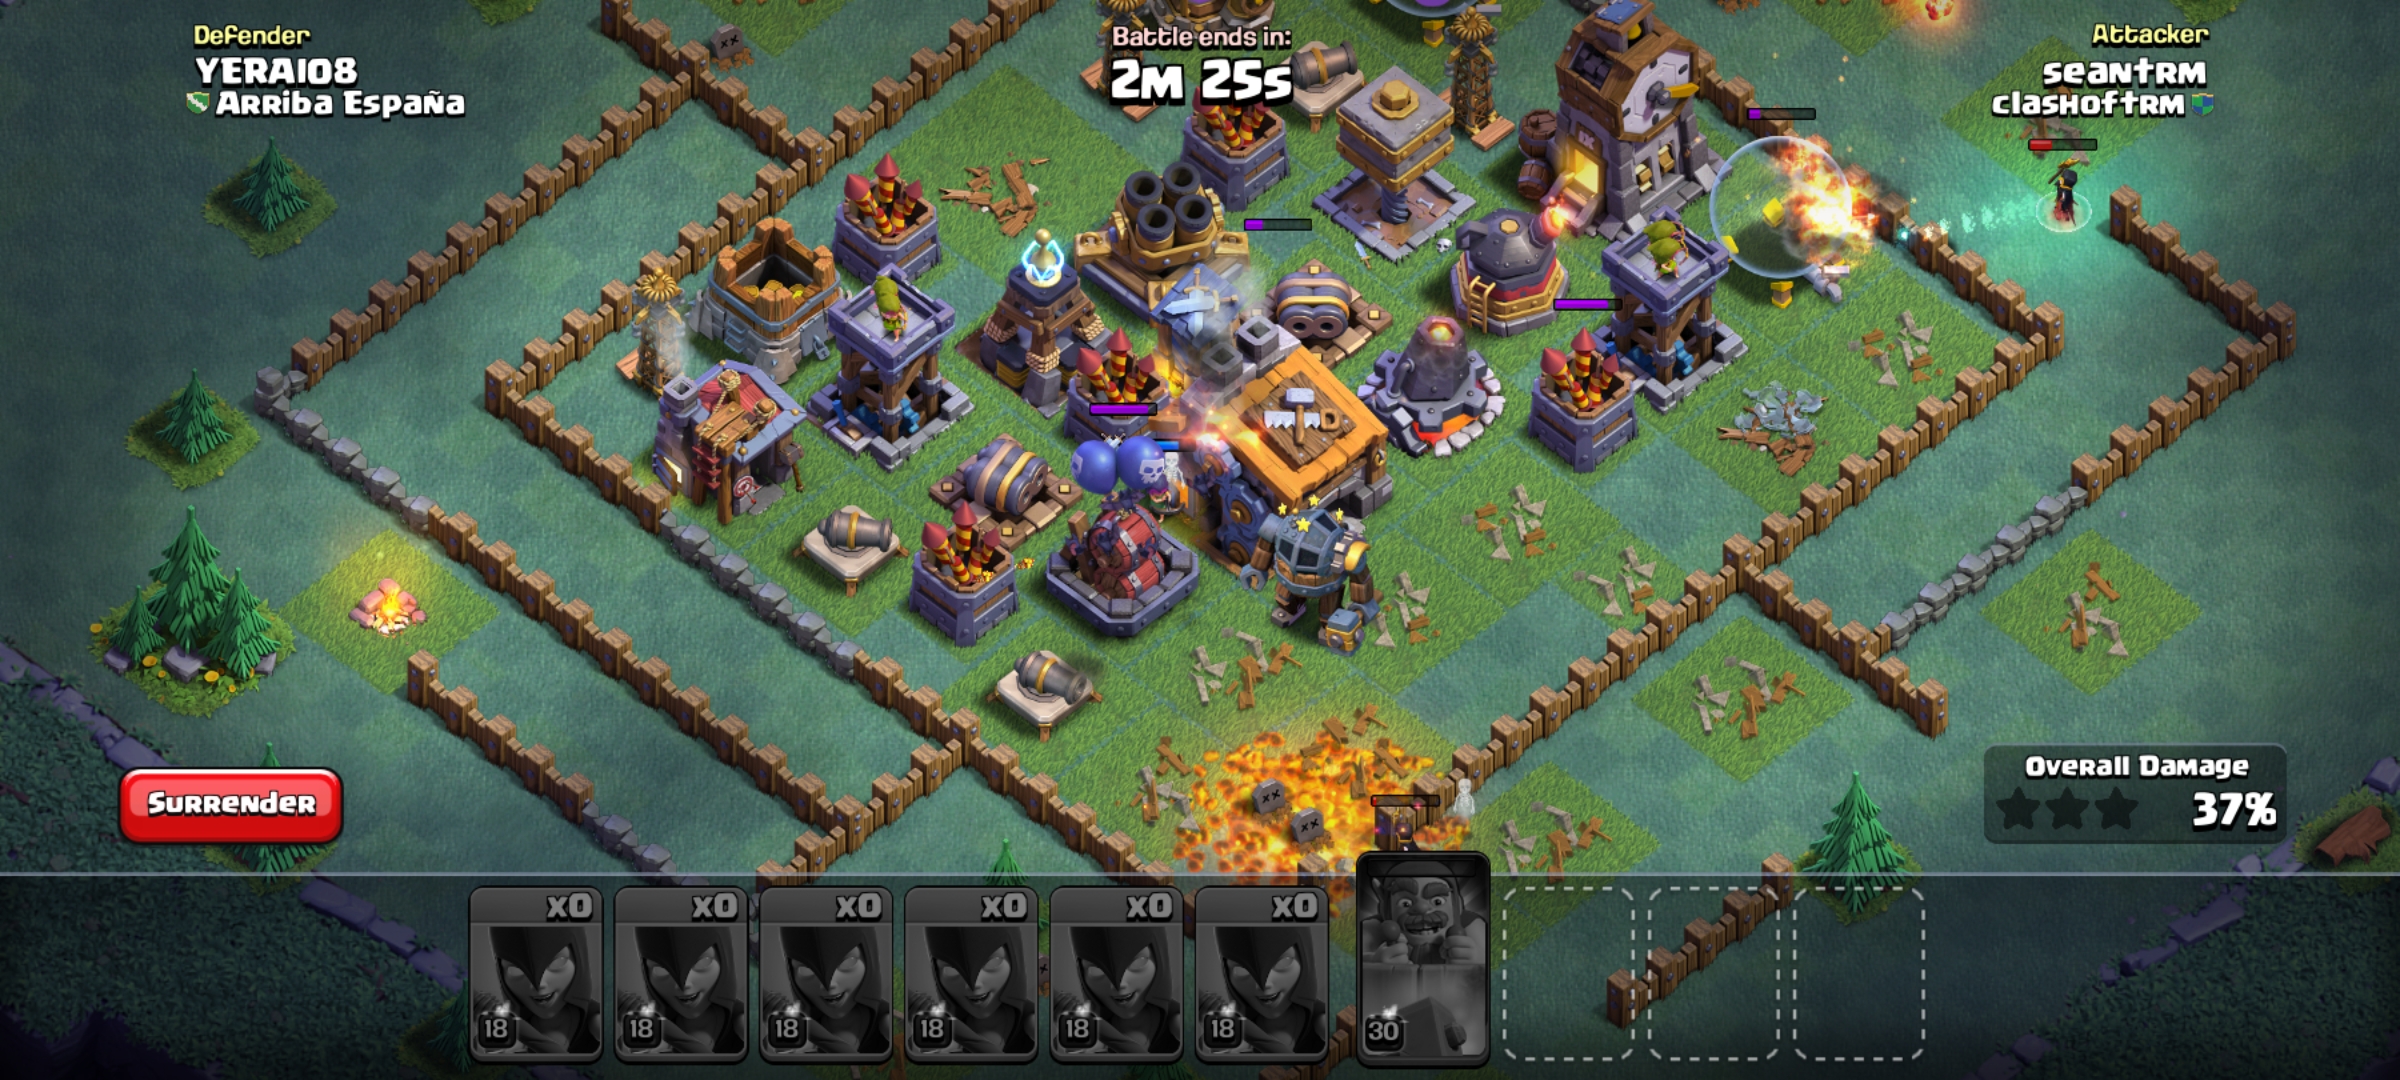 Defender
YERAI08
Arriba España
Battle ends in:
2M 25s
Attacker
seantRM
clashoftRM
Surrender
Overall Damage
37%
x0
x0
x0
x0
x0
x0
18
18
18
18
18
18
30